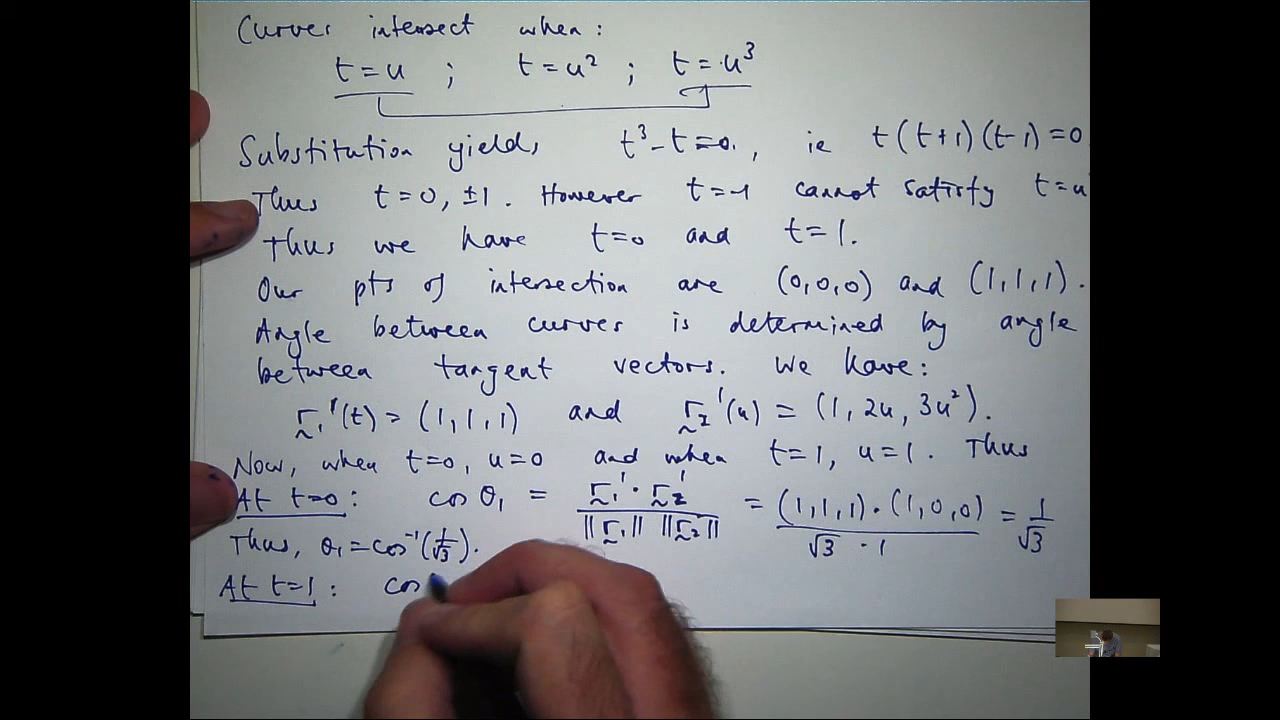 Curves intersect when:
t = u ; t = u² ; t = u³
Substitution yields t³ - t = 0. , ie t(t+1)(t-1) = 0
Thus t = 0, ±1. However t = -1 cannot satisfy t = u
Thus we have t = 0 and t = 1.
Our pts of intersection are (0,0,0) and (1,1,1).
Angle between curves is determined by angle
between tangent vectors. We have:
r₁'(t) = (1,1,1) and r₂'(u) = (1, 2u, 3u²).
Now, when t=0, u=0 and when t=1, u=1. Thus
At t=0: cos θ₁ = r₁' · r₂' / ‖r₁'‖ ‖r₂'‖ = (1,1,1) · (1,0,0) / √3 · 1 = 1/√3
Thus, θ₁ = cos⁻¹(1/√3).
At t=1: cos